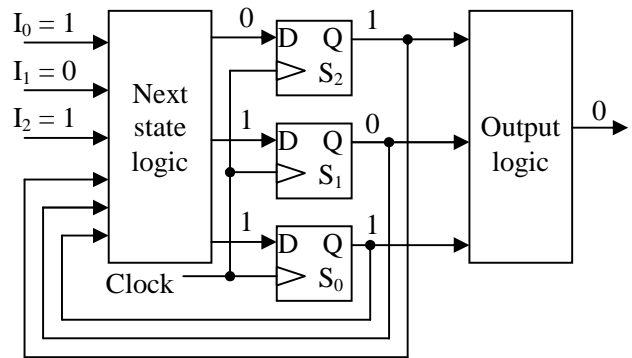 I₀ = 1
I₁ = 0
I₂ = 1
Next
state
logic
0
1
1
D Q
S₂
D Q
S₁
D Q
S₀
1
0
1
Output
logic
0
Clock